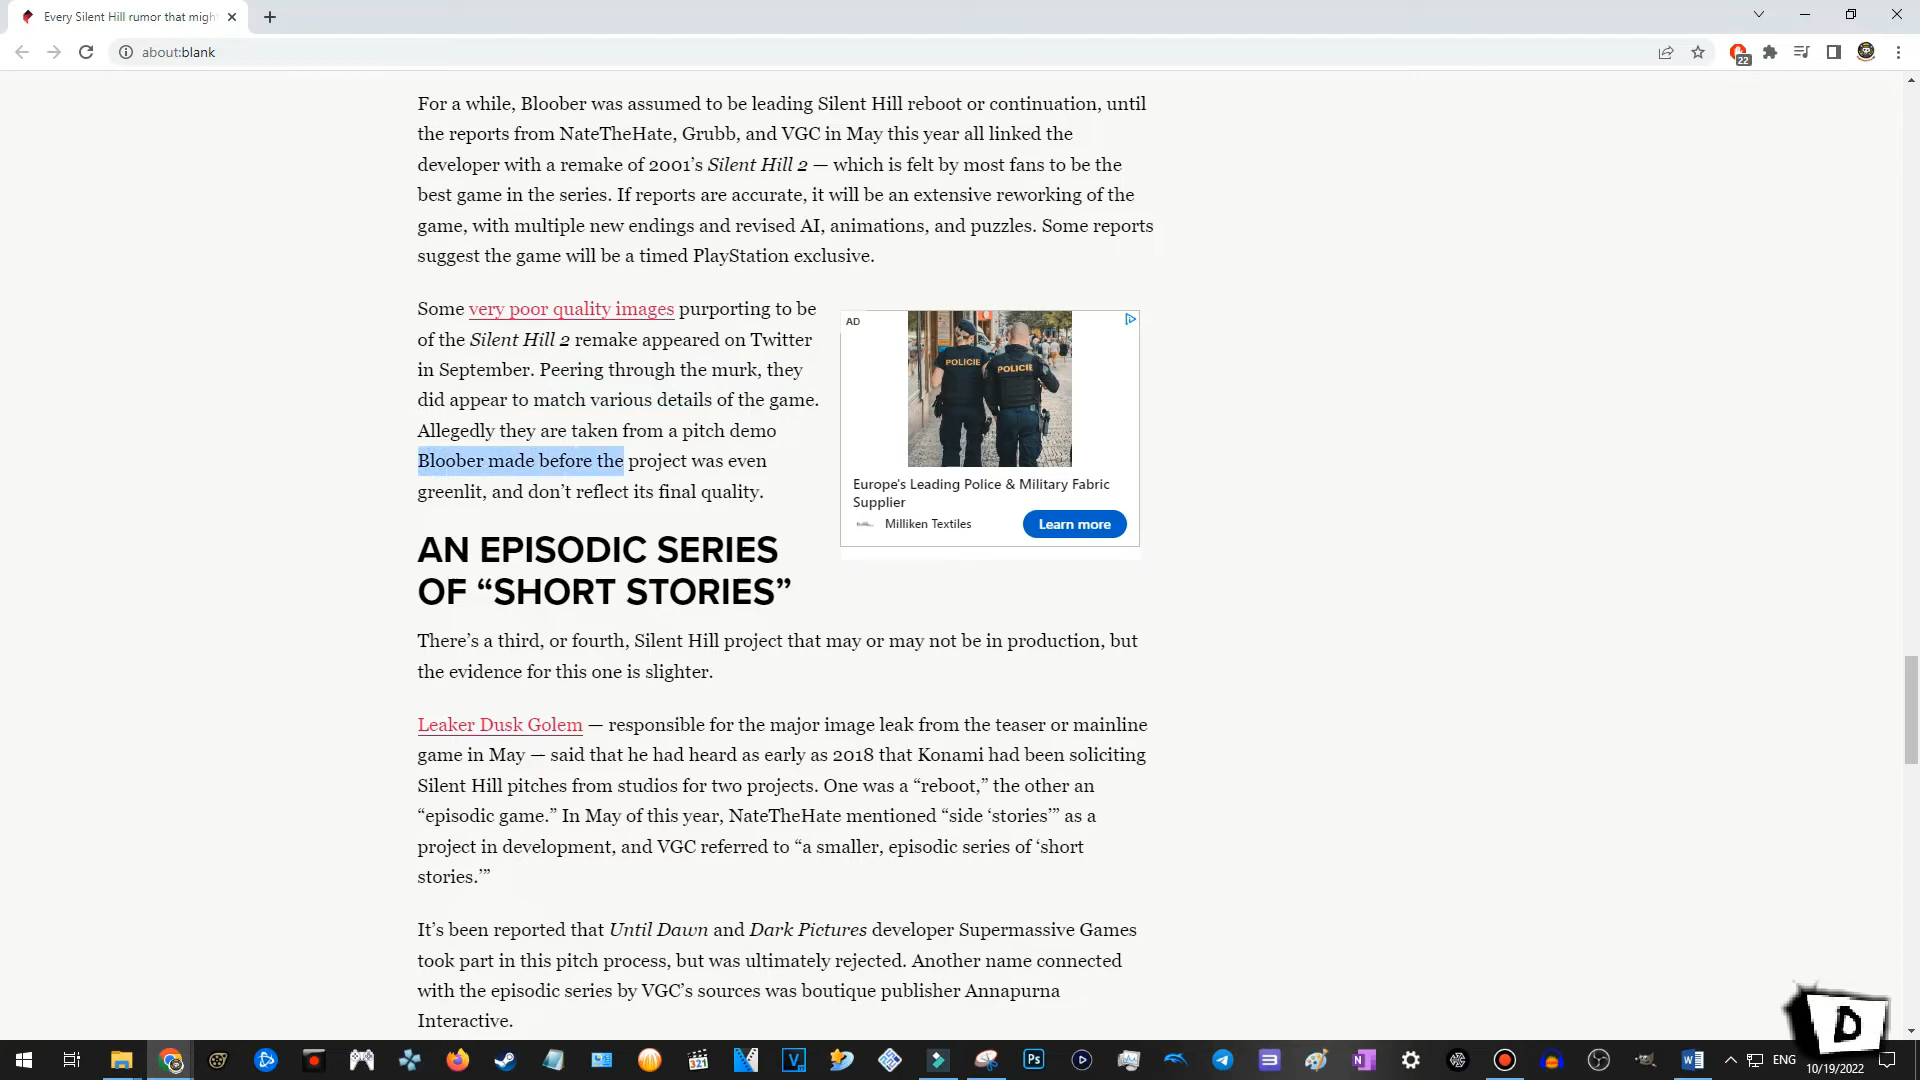 Every Silent Hill rumor that migh
about:blank
22
For a while, Bloober was assumed to be leading Silent Hill reboot or continuation, until
the reports from NateTheHate, Grubb, and VGC in May this year all linked the
developer with a remake of 2001’s Silent Hill 2 — which is felt by most fans to be the
best game in the series. If reports are accurate, it will be an extensive reworking of the
game, with multiple new endings and revised AI, animations, and puzzles. Some reports
suggest the game will be a timed PlayStation exclusive.
Some very poor quality images purporting to be
of the Silent Hill 2 remake appeared on Twitter
in September. Peering through the murk, they
did appear to match various details of the game.
Allegedly they are taken from a pitch demo
Bloober made before the project was even
greenlit, and don’t reflect its final quality.
AD
POLICIE
POLICIE
Europe's Leading Police & Military Fabric
Supplier
Milliken Textiles
Learn more
AN EPISODIC SERIES
OF “SHORT STORIES”
There’s a third, or fourth, Silent Hill project that may or may not be in production, but
the evidence for this one is slighter.
Leaker Dusk Golem — responsible for the major image leak from the teaser or mainline
game in May — said that he had heard as early as 2018 that Konami had been soliciting
Silent Hill pitches from studios for two projects. One was a “reboot,” the other an
“episodic game.” In May of this year, NateTheHate mentioned “side ‘stories’” as a
project in development, and VGC referred to “a smaller, episodic series of ‘short
stories.’”
It’s been reported that Until Dawn and Dark Pictures developer Supermassive Games
took part in this pitch process, but was ultimately rejected. Another name connected
with the episodic series by VGC’s sources was boutique publisher Annapurna
Interactive.
D
321
V
Ps
N
W
ENG
10/19/2022